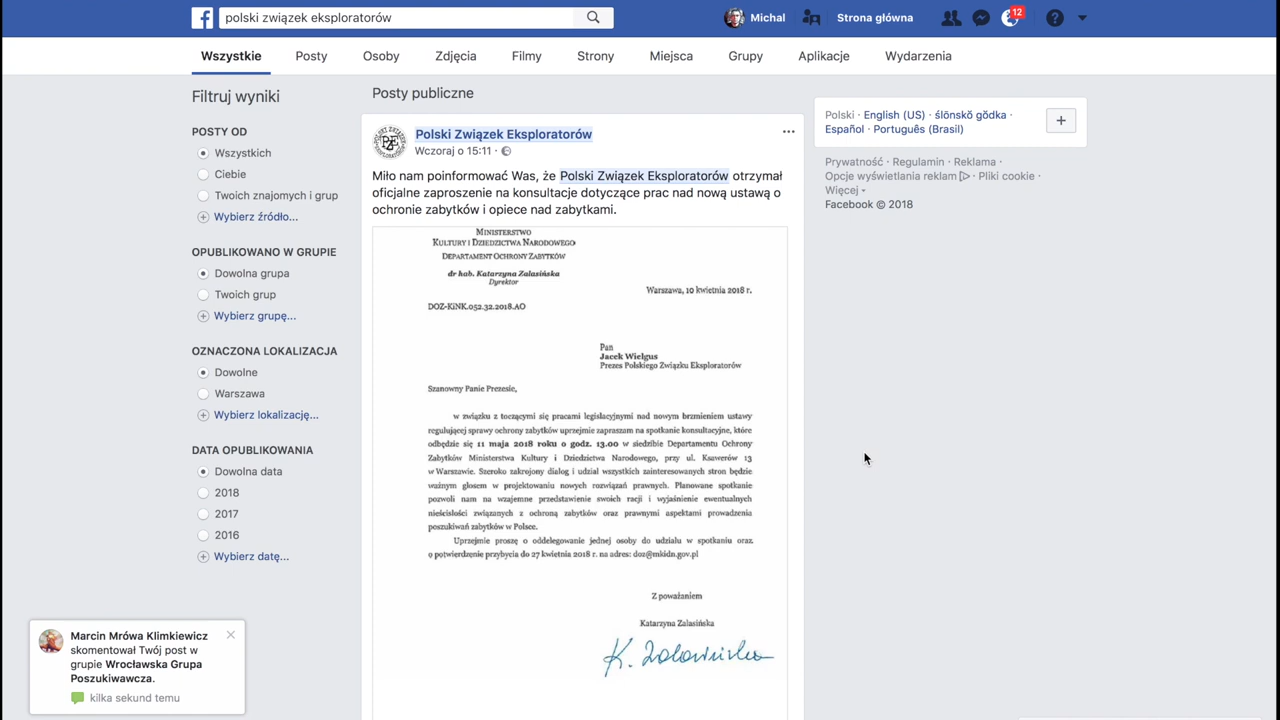 polski związek eksploratorów
Michal
Strona główna
12
Wszystkie
Posty
Osoby
Zdjęcia
Filmy
Strony
Miejsca
Grupy
Aplikacje
Wydarzenia
Filtruj wyniki
POSTY OD
Wszystkich
Ciebie
Twoich znajomych i grup
Wybierz źródło...
OPUBLIKOWANO W GRUPIE
Dowolna grupa
Twoich grup
Wybierz grupę...
OZNACZONA LOKALIZACJA
Dowolne
Warszawa
Wybierz lokalizację...
DATA OPUBLIKOWANIA
Dowolna data
2018
2017
2016
Wybierz datę...
Posty publiczne
Polski Związek Eksploratorów
Wczoraj o 15:11 ·
Miło nam poinformować Was, że Polski Związek Eksploratorów otrzymał
oficjalne zaproszenie na konsultacje dotyczące prac nad nową ustawą o
ochronie zabytków i opiece nad zabytkami.
MINISTERSTWO
KULTURY I DZIEDZICTWA NARODOWEGO
DEPARTAMENT OCHRONY ZABYTKÓW
dr hab. Katarzyna Zalasińska
Dyrektor
Warszawa, 10 kwietnia 2018 r.
DOZ-KiNK.052.32.2018.AO
Pan
Jacek Wielgus
Prezes Polskiego Związku Eksploratorów
Szanowny Panie Prezesie,
w związku z toczącymi się pracami legislacyjnymi nad nowym brzmieniem ustawy
regulującej sprawy ochrony zabytków uprzejmie zapraszam na spotkanie konsultacyjne, które
odbędzie się 11 maja 2018 roku o godz. 13.00 w siedzibie Departamentu Ochrony
Zabytków Ministerstwa Kultury i Dziedzictwa Narodowego, przy ul. Ksawerów 13
w Warszawie. Szeroko zakrojony dialog i udział wszystkich zainteresowanych stron będzie
ważnym głosem w projektowaniu nowych rozwiązań prawnych. Planowane spotkanie
pozwoli nam na wzajemne przedstawienie swoich racji i wyjaśnienie ewentualnych
nieścisłości związanych z ochroną zabytków oraz prawnymi aspektami prowadzenia
poszukiwań zabytków w Polsce.
Uprzejmie proszę o oddelegowanie jednej osoby do udziału w spotkaniu oraz
o potwierdzenie przybycia do 27 kwietnia 2018 r. na adres: doz@mkidn.gov.pl
Z poważaniem
Katarzyna Zalasińska
K. Zalasińska
Polski · English (US) · ślōnskŏ gŏdka ·
Español · Português (Brasil)
Prywatność · Regulamin · Reklama ·
Opcje wyświetlania reklam · Pliki cookie ·
Więcej
Facebook © 2018
Marcin Mrówa Klimkiewicz
skomentował Twój post w
grupie Wrocławska Grupa
Poszukiwawcza.
kilka sekund temu